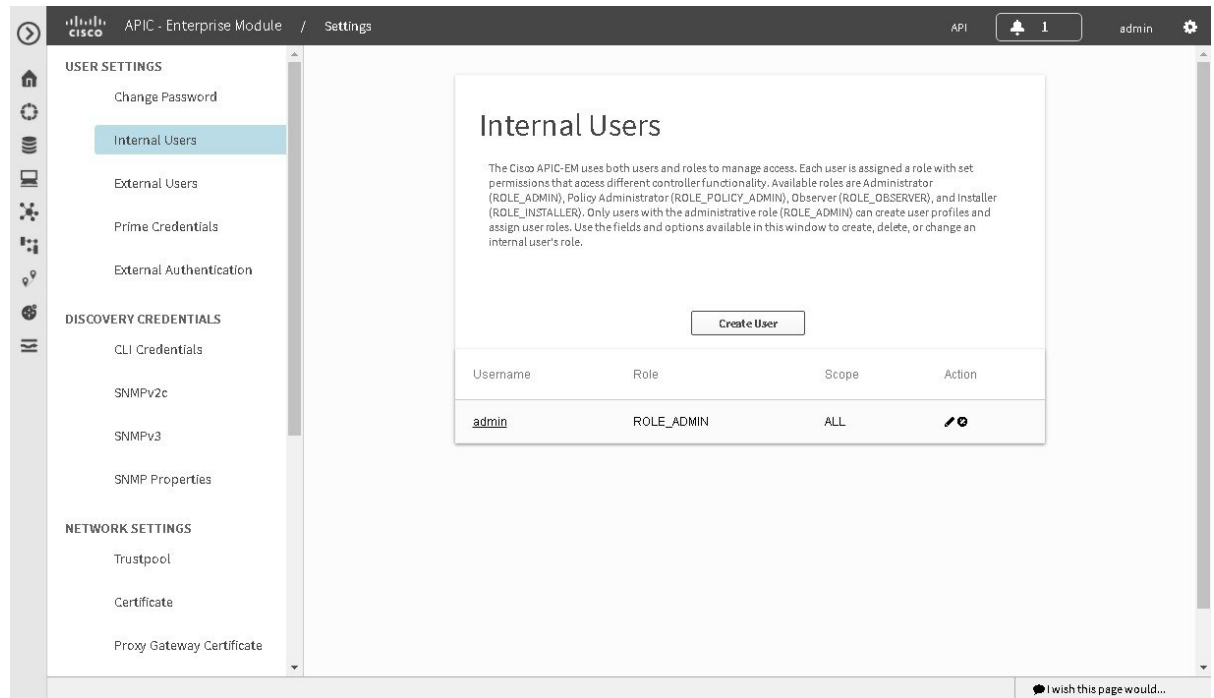 CISCO APIC - Enterprise Module / Settings API 1 admin
USER SETTINGS
Change Password
Internal Users
External Users
Prime Credentials
External Authentication
DISCOVERY CREDENTIALS
CLI Credentials
SNMPv2c
SNMPv3
SNMP Properties
NETWORK SETTINGS
Trustpool
Certificate
Proxy Gateway Certificate
Internal Users
The Cisco APIC-EM uses both users and roles to manage access. Each user is assigned a role with set
permissions that access different controller functionality. Available roles are Administrator
(ROLE_ADMIN), Policy Administrator (ROLE_POLICY_ADMIN), Observer (ROLE_OBSERVER), and Installer
(ROLE_INSTALLER). Only users with the administrative role (ROLE_ADMIN) can create user profiles and
assign user roles. Use the fields and options available in this window to create, delete, or change an
internal user's role.
Create User
Username Role Scope Action
admin ROLE_ADMIN ALL
I wish this page would...